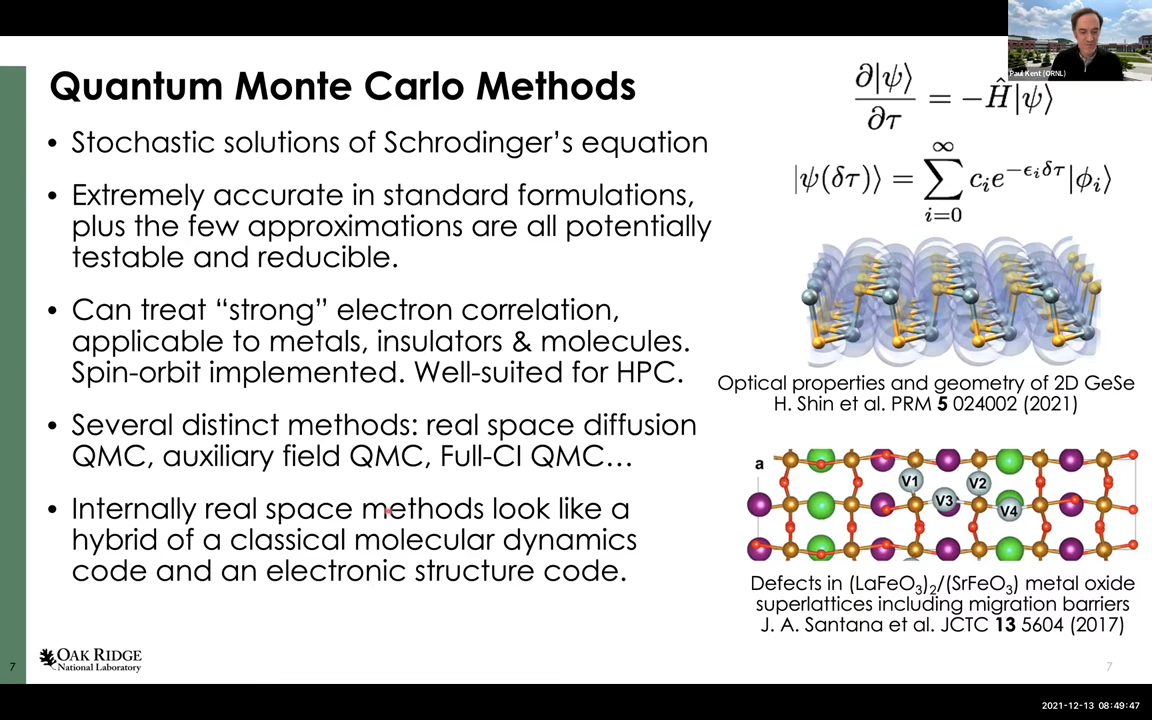 Paul Kent (ORNL)
Quantum Monte Carlo Methods
• Stochastic solutions of Schrodinger’s equation
• Extremely accurate in standard formulations,
plus the few approximations are all potentially
testable and reducible.
• Can treat “strong” electron correlation,
applicable to metals, insulators & molecules.
Spin-orbit implemented. Well-suited for HPC.
• Several distinct methods: real space diffusion
QMC, auxiliary field QMC, Full-CI QMC…
• Internally real space methods look like a
hybrid of a classical molecular dynamics
code and an electronic structure code.
∂|ψ⟩/∂τ = −Ĥ|ψ⟩
|ψ(δτ)⟩ = ∑_{i=0}^{∞} c_i e^{−ϵ_i δτ}|ϕ_i⟩
Optical properties and geometry of 2D GeSe
H. Shin et al. PRM 5 024002 (2021)
a
V1
V2
V3
V4
Defects in (LaFeO₃)₂/(SrFeO₃) metal oxide
superlattices including migration barriers
J. A. Santana et al. JCTC 13 5604 (2017)
7
OAK RIDGE
National Laboratory
7
2021-12-13 08:49:47